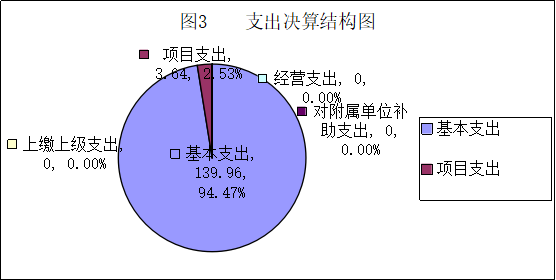 图3 支出决算结构图
项目支出,
3.64, 2.53%
经营支出, 0,
0.00%
对附属单位补
助支出, 0,
0.00%
上缴上级支出,
0, 0.00%
基本支出,
139.96,
94.47%
基本支出
项目支出